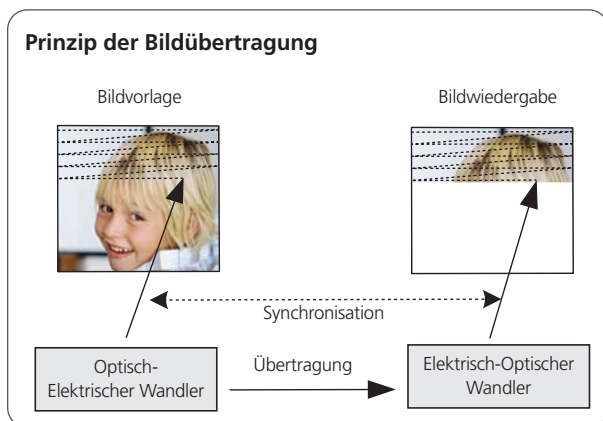 Prinzip der Bildübertragung
Bildvorlage
Bildwiedergabe
Synchronisation
Optisch-
Elektrischer Wandler
Übertragung
Elektrisch-Optischer
Wandler